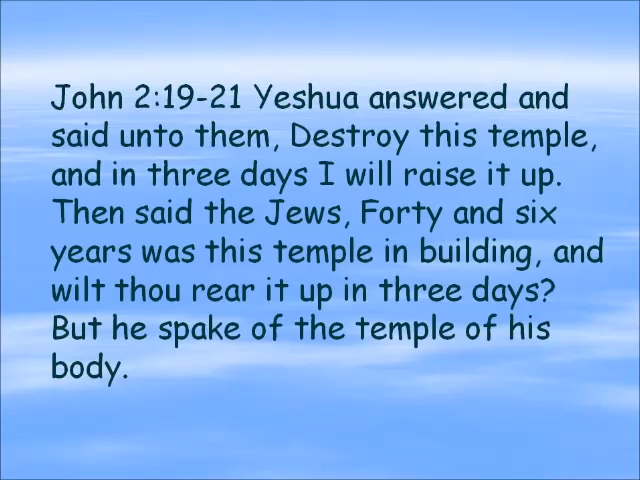 John 2:19-21 Yeshua answered and
said unto them, Destroy this temple,
and in three days I will raise it up.
Then said the Jews, Forty and six
years was this temple in building, and
wilt thou rear it up in three days?
But he spake of the temple of his
body.